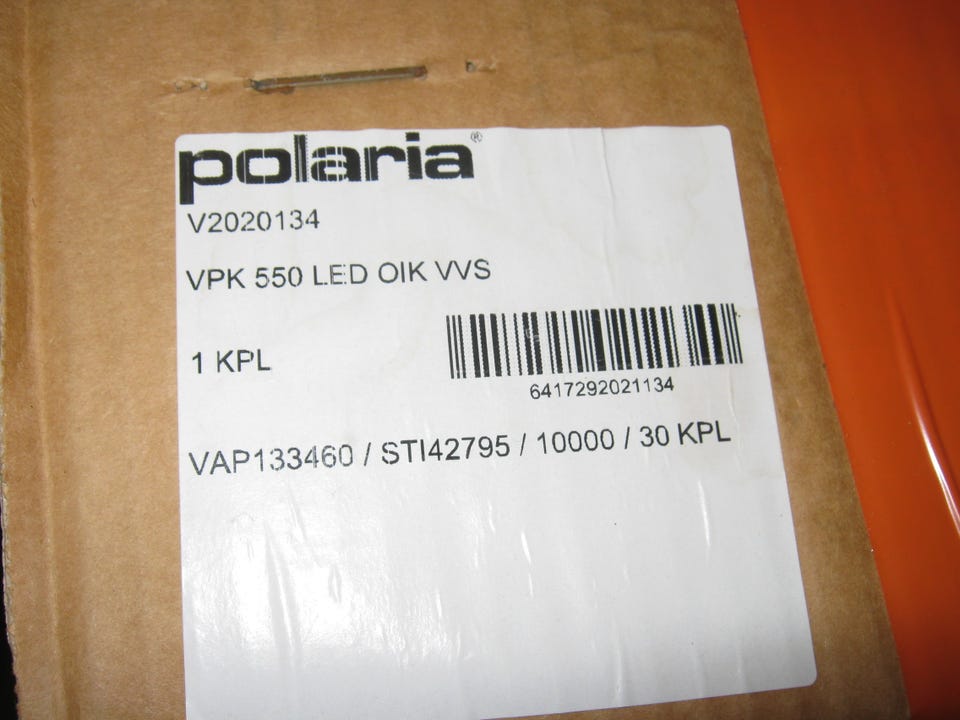 polaria®
V2020134
VPK 550 LED OIK VVS
1 KPL
6417292021134
VAP133460 / STI42795 / 10000 / 30 KPL